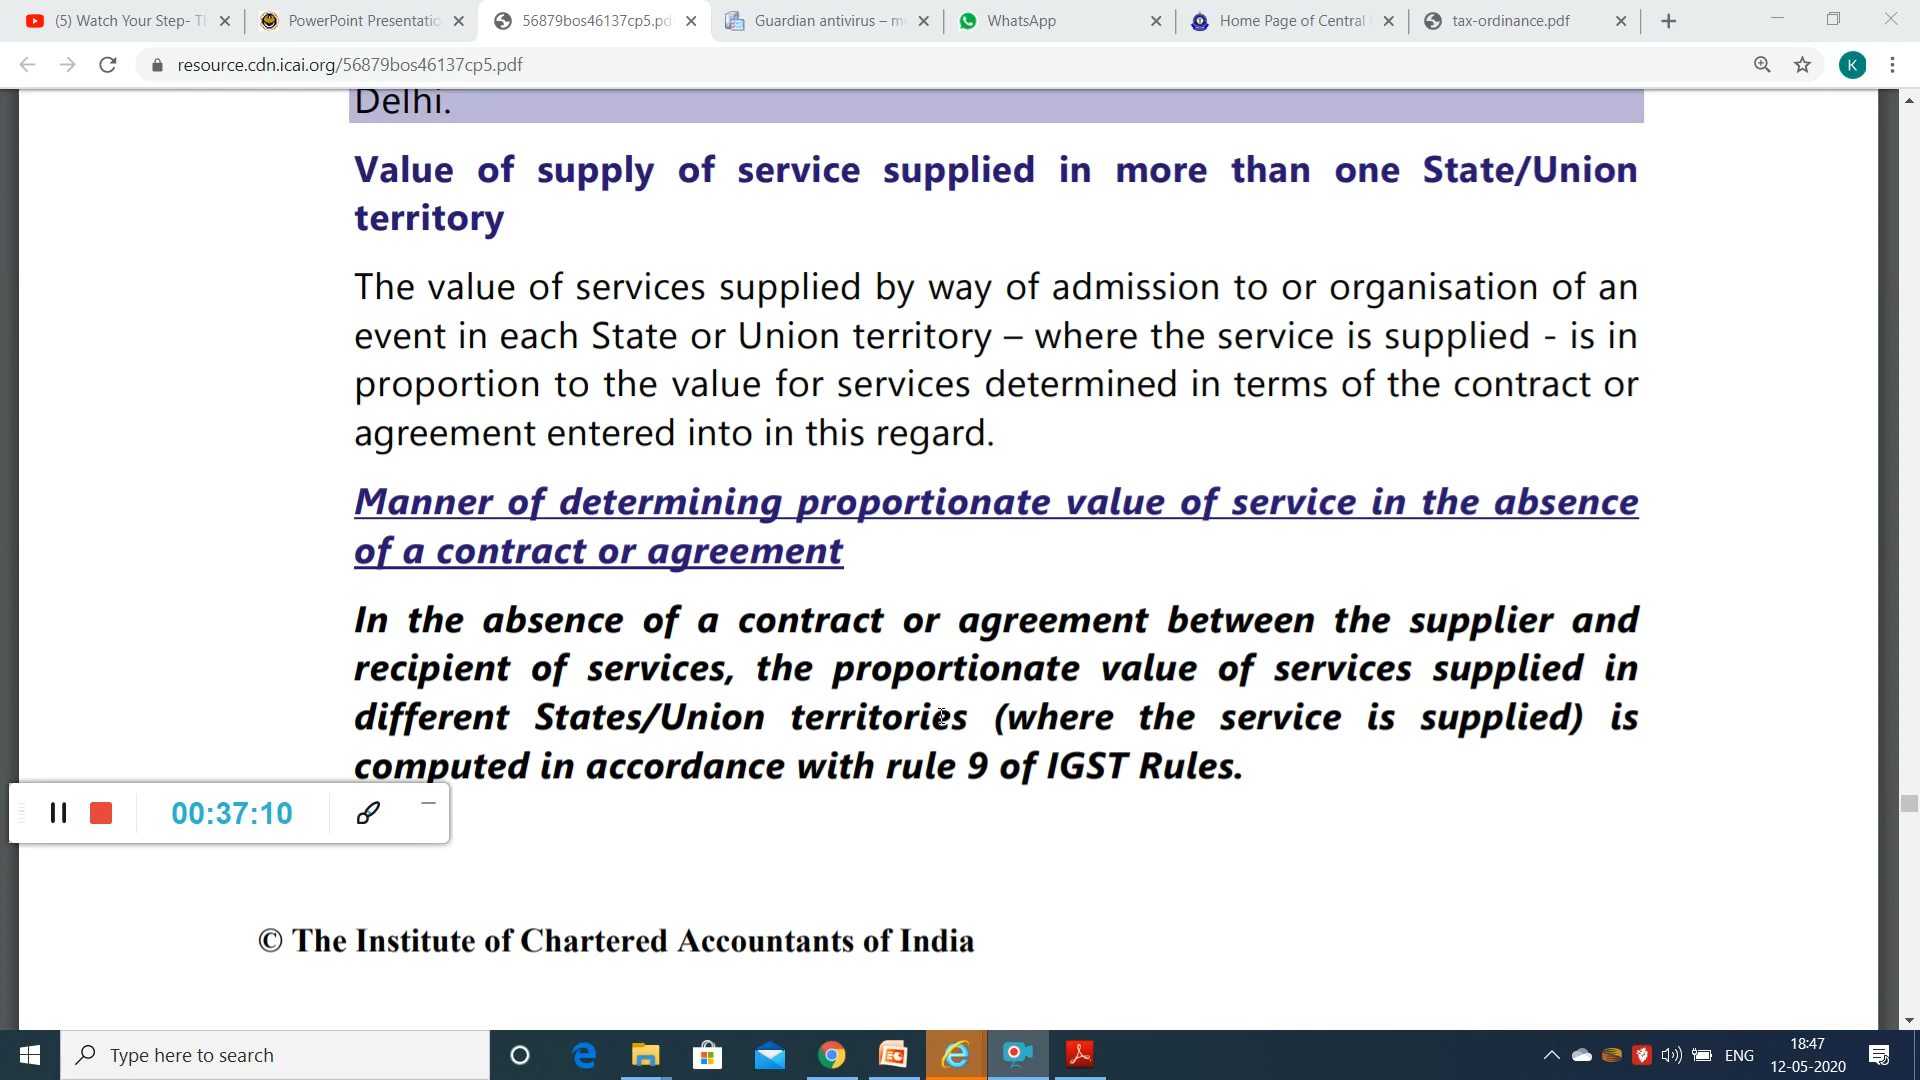 (5) Watch Your Step- Th
PowerPoint Presentatio
56879bos46137cp5.pdf
Guardian antivirus – mu
WhatsApp
Home Page of Central
tax-ordinance.pdf
resource.cdn.icai.org/56879bos46137cp5.pdf
K
Delhi.
Value of supply of service supplied in more than one State/Union
territory
The value of services supplied by way of admission to or organisation of an
event in each State or Union territory – where the service is supplied - is in
proportion to the value for services determined in terms of the contract or
agreement entered into in this regard.
Manner of determining proportionate value of service in the absence
of a contract or agreement
In the absence of a contract or agreement between the supplier and
recipient of services, the proportionate value of services supplied in
different States/Union territories (where the service is supplied) is
computed in accordance with rule 9 of IGST Rules.
00:37:10
© The Institute of Chartered Accountants of India
Type here to search
ENG
18:47
12-05-2020